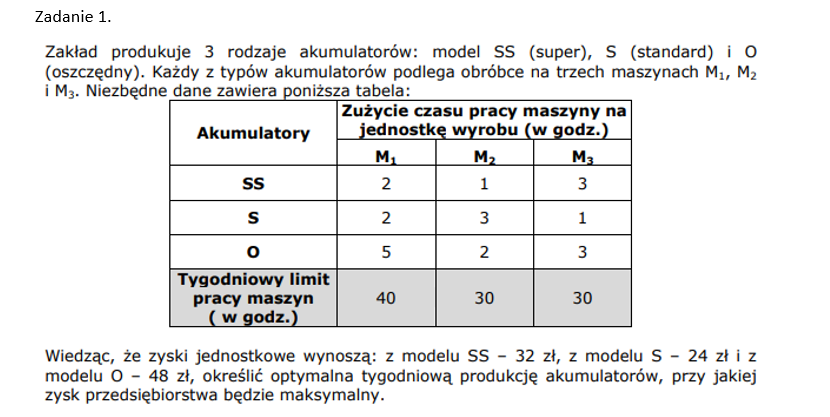 Zadanie 1.
Zakład produkuje 3 rodzaje akumulatorów: model SS (super), S (standard) i O
(oszczędny). Każdy z typów akumulatorów podlega obróbce na trzech maszynach M₁, M₂
i M₃. Niezbędne dane zawiera poniższa tabela:
Akumulatory
Zużycie czasu pracy maszyny na
jednostkę wyrobu (w godz.)
M₁ M₂ M₃
SS 2 1 3
S 2 3 1
O 5 2 3
Tygodniowy limit
pracy maszyn
( w godz.)
40 30 30
Wiedząc, że zyski jednostkowe wynoszą: z modelu SS – 32 zł, z modelu S – 24 zł i z
modelu O – 48 zł, określić optymalna tygodniową produkcję akumulatorów, przy jakiej
zysk przedsiębiorstwa będzie maksymalny.